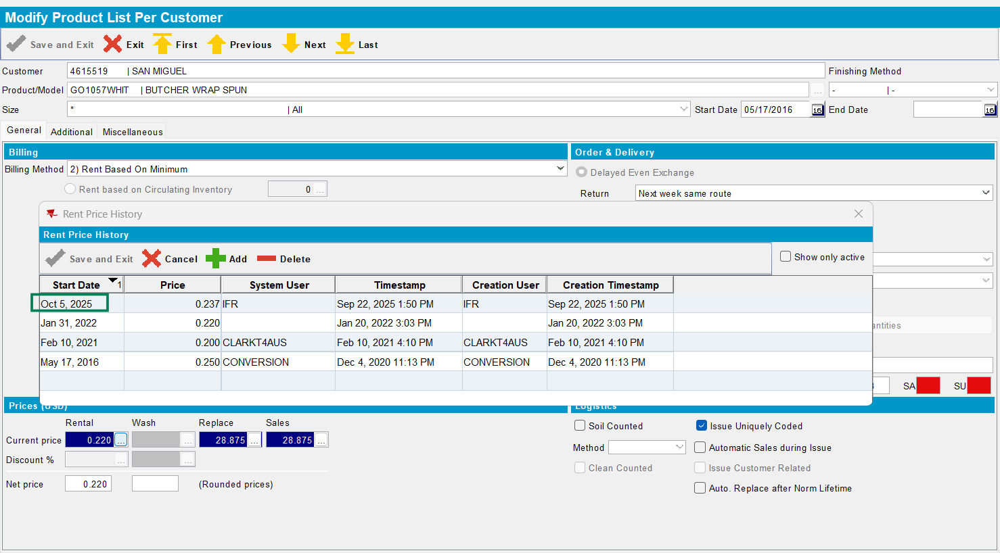 Modify Product List Per Customer
Save and Exit Exit First Previous Next Last
Customer 4615519 | SAN MIGUEL Finishing Method
Product/Model GO1057WHIT | BUTCHER WRAP SPUN ... - | -
Size * | All Start Date 05/17/2016 16 End Date 16
General Additional Miscellaneous
Billing Order & Delivery
Billing Method 2) Rent Based On Minimum Delayed Even Exchange
Rent based on Circulating Inventory 0 ...
Return Next week same route
Rent Price History
Rent Price History
Save and Exit Cancel Add Delete Show only active
Start Date 1 Price System User Timestamp Creation User Creation Timestamp
Oct 5, 2025 0.237 IFR Sep 22, 2025 1:50 PM IFR Sep 22, 2025 1:50 PM
Jan 31, 2022 0.220 Jan 20, 2022 3:03 PM Jan 20, 2022 3:03 PM
antities
Feb 10, 2021 0.200 CLARKT4AUS Feb 10, 2021 4:10 PM CLARKT4AUS Feb 10, 2021 4:10 PM
May 17, 2016 0.250 CONVERSION Dec 4, 2020 11:13 PM CONVERSION Dec 4, 2020 11:13 PM
SA SU
Prices (USD) Logistics
Rental Wash Replace Sales Soil Counted Issue Uniquely Coded
Current price 0.220 ... ... 28.875 ... 28.875 ...
Method Automatic Sales during Issue
Discount % ... ...
Clean Counted Issue Customer Related
Net price 0.220 (Rounded prices) Auto. Replace after Norm Lifetime